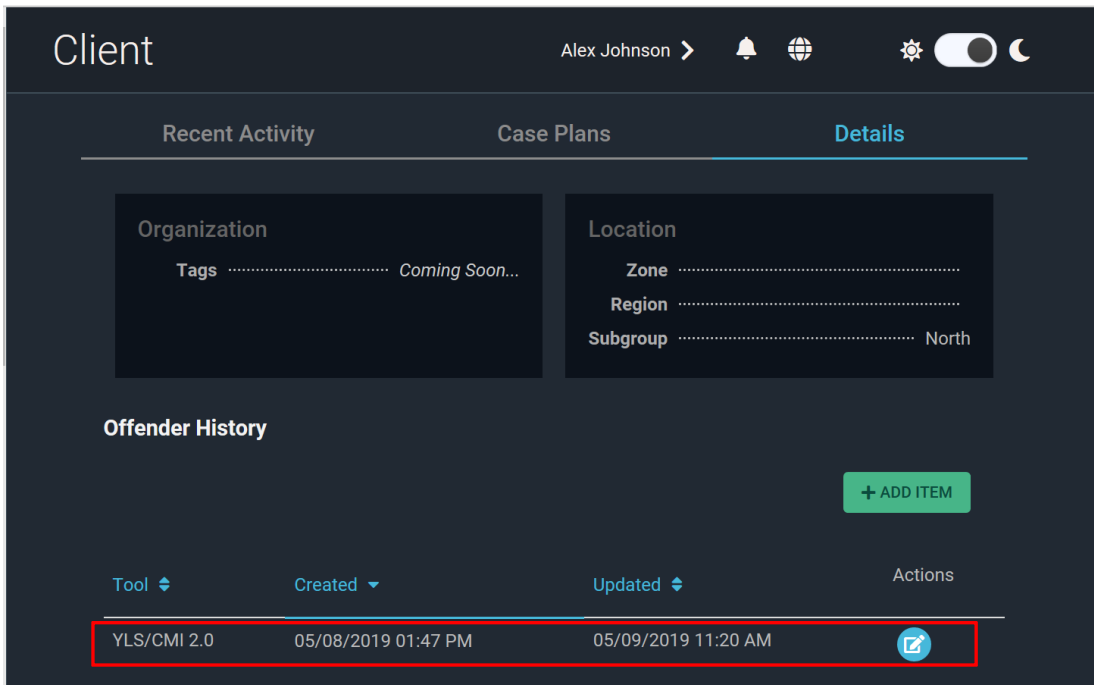 Client
Alex Johnson
Recent Activity Case Plans Details
Organization
Tags Coming Soon...
Location
Zone
Region
Subgroup North
Offender History
+ ADD ITEM
Tool Created Updated Actions
YLS/CMI 2.0 05/08/2019 01:47 PM 05/09/2019 11:20 AM